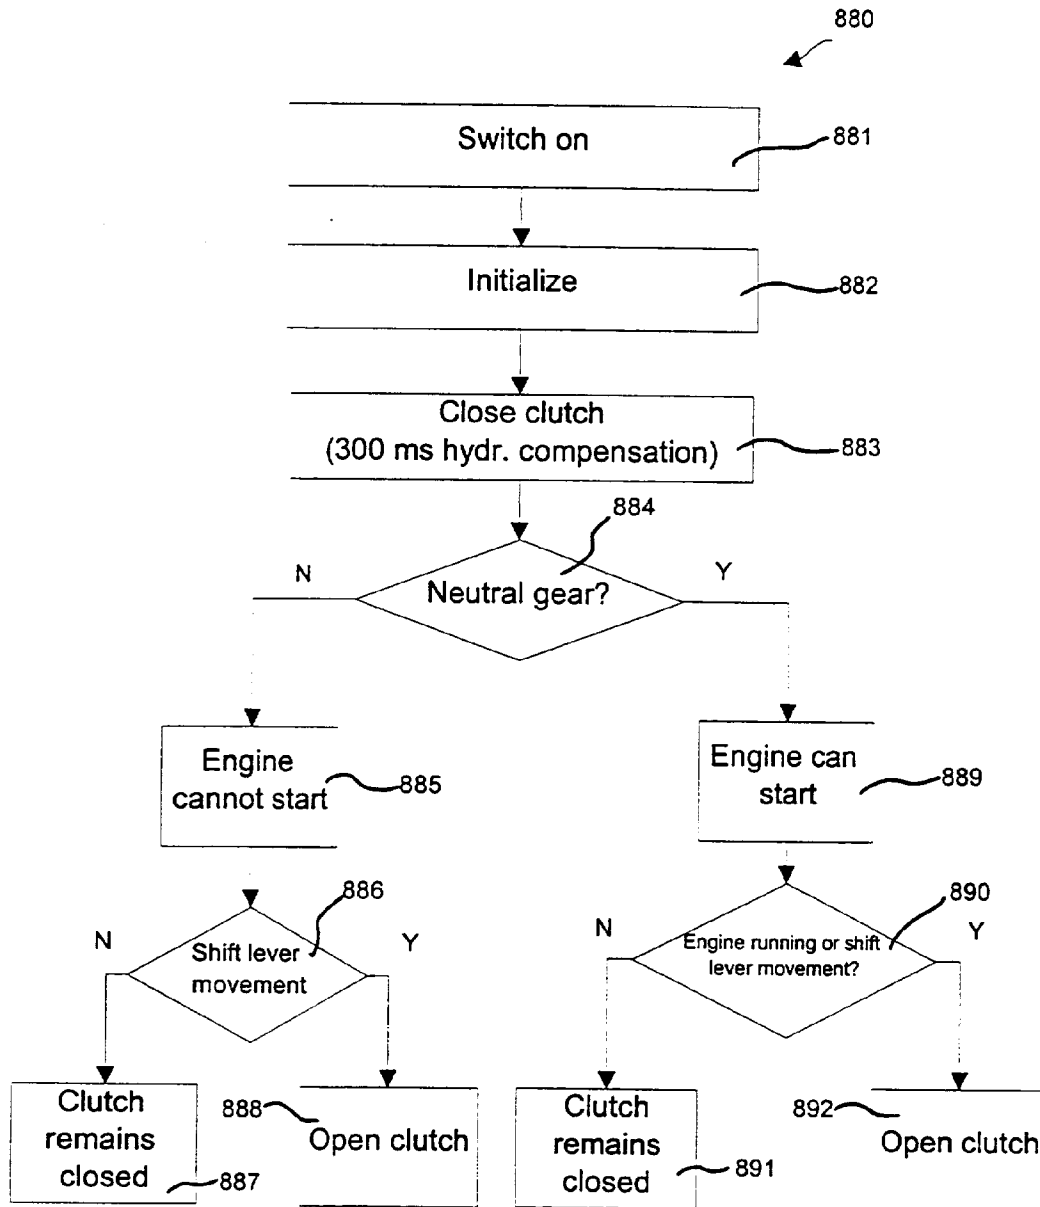 880
Switch on
881
Initialize
882
Close clutch
(300 ms hydr. compensation)
883
884
N
Neutral gear?
Y
Engine
cannot start
885
Engine can
start
889
886
N
Shift lever
movement
Y
890
N
Engine running or shift
lever movement?
Y
Clutch
remains
closed
887
888
Open clutch
Clutch
remains
closed
891
892
Open clutch